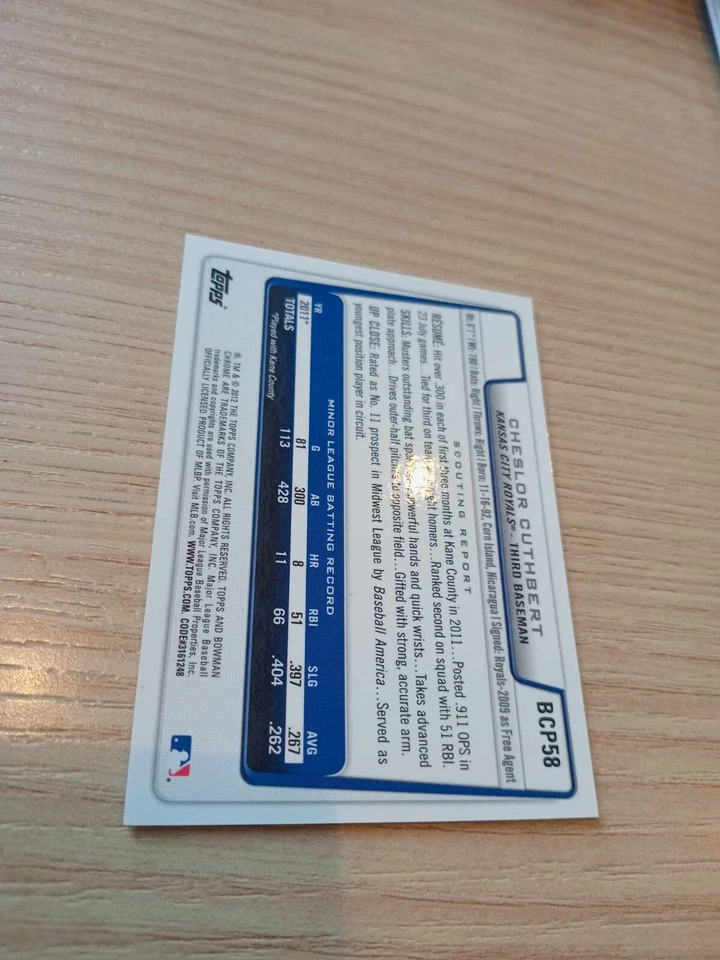 BCP58
CHESLOR CUTHBERT
KANSAS CITY ROYALS® - THIRD BASEMAN
Ht: 6'1" | Wt: 190 | Bats: Right | Throws: Right | Born: 11-16-92, Corn Island, Nicaragua | Signed: Royals-2009 as Free Agent
SCOUTING REPORT
RÉSUMÉ: Hit over .300 in each of first three months at Kane County in 2011...Posted .911 OPS in
23 July games...Tied for third on team homers...Ranked second on squad with 51 RBI.
SKILLS: Musters outstanding bat powerful hands and quick wrists...Takes advanced
plate approach...Drives outer-half pitches to opposite field...Gifted with strong, accurate arm.
UP CLOSE: Rated as No. 11 prospect in Midwest League by Baseball America...Served as
youngest position player in circuit.
MINOR LEAGUE BATTING RECORD
YR G AB HR RBI SLG AVG
2011* 81 300 8 51 .397 .267
TOTALS 113 428 11 66 .404 .262
*Played with Kane County
®, TM & © 2012 THE TOPPS COMPANY, INC. ALL RIGHTS RESERVED. TOPPS AND BOWMAN
CHROME ARE TRADEMARKS OF THE TOPPS COMPANY, INC. Major League Baseball
trademarks and copyrights are used with permission of Major League Baseball Properties, Inc.
OFFICIALLY LICENSED PRODUCT OF MLBP. Visit MLB.com. WWW.TOPPS.COM. CODE#3161248
TOPPS®